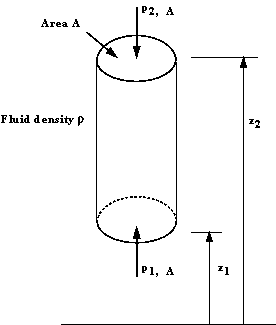 P2, A
Area A
Fluid density ρ
z2
P1, A
z1